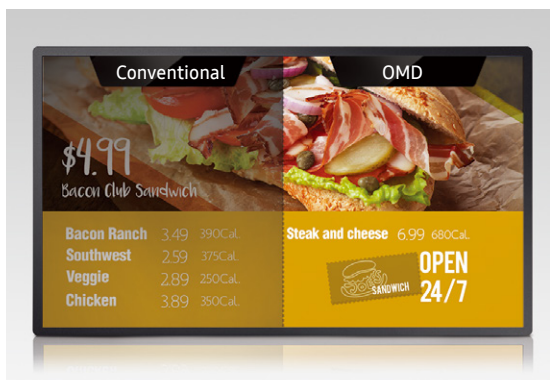 Conventional
OMD
$4.99
Bacon Club Sandwich
Bacon Ranch 3.49 390Cal.
Southwest 2.59 375Cal.
Veggie 2.89 250Cal.
Chicken 3.89 350Cal.
Steak and cheese 6.99 680Cal.
OPEN
24/7
SANDWICH